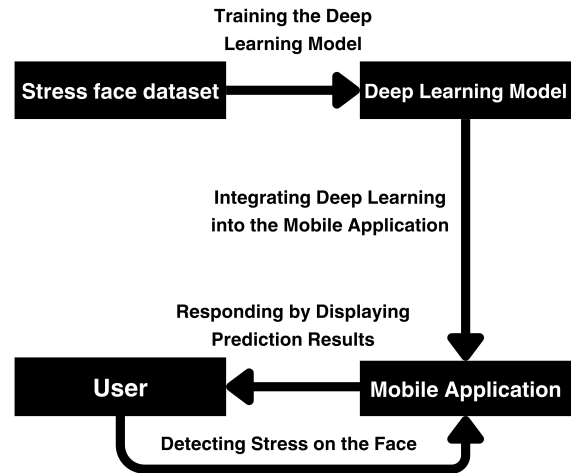 Training the Deep
Learning Model
Stress face dataset
Deep Learning Model
Integrating Deep Learning
into the Mobile Application
Responding by Displaying
Prediction Results
User
Mobile Application
Detecting Stress on the Face